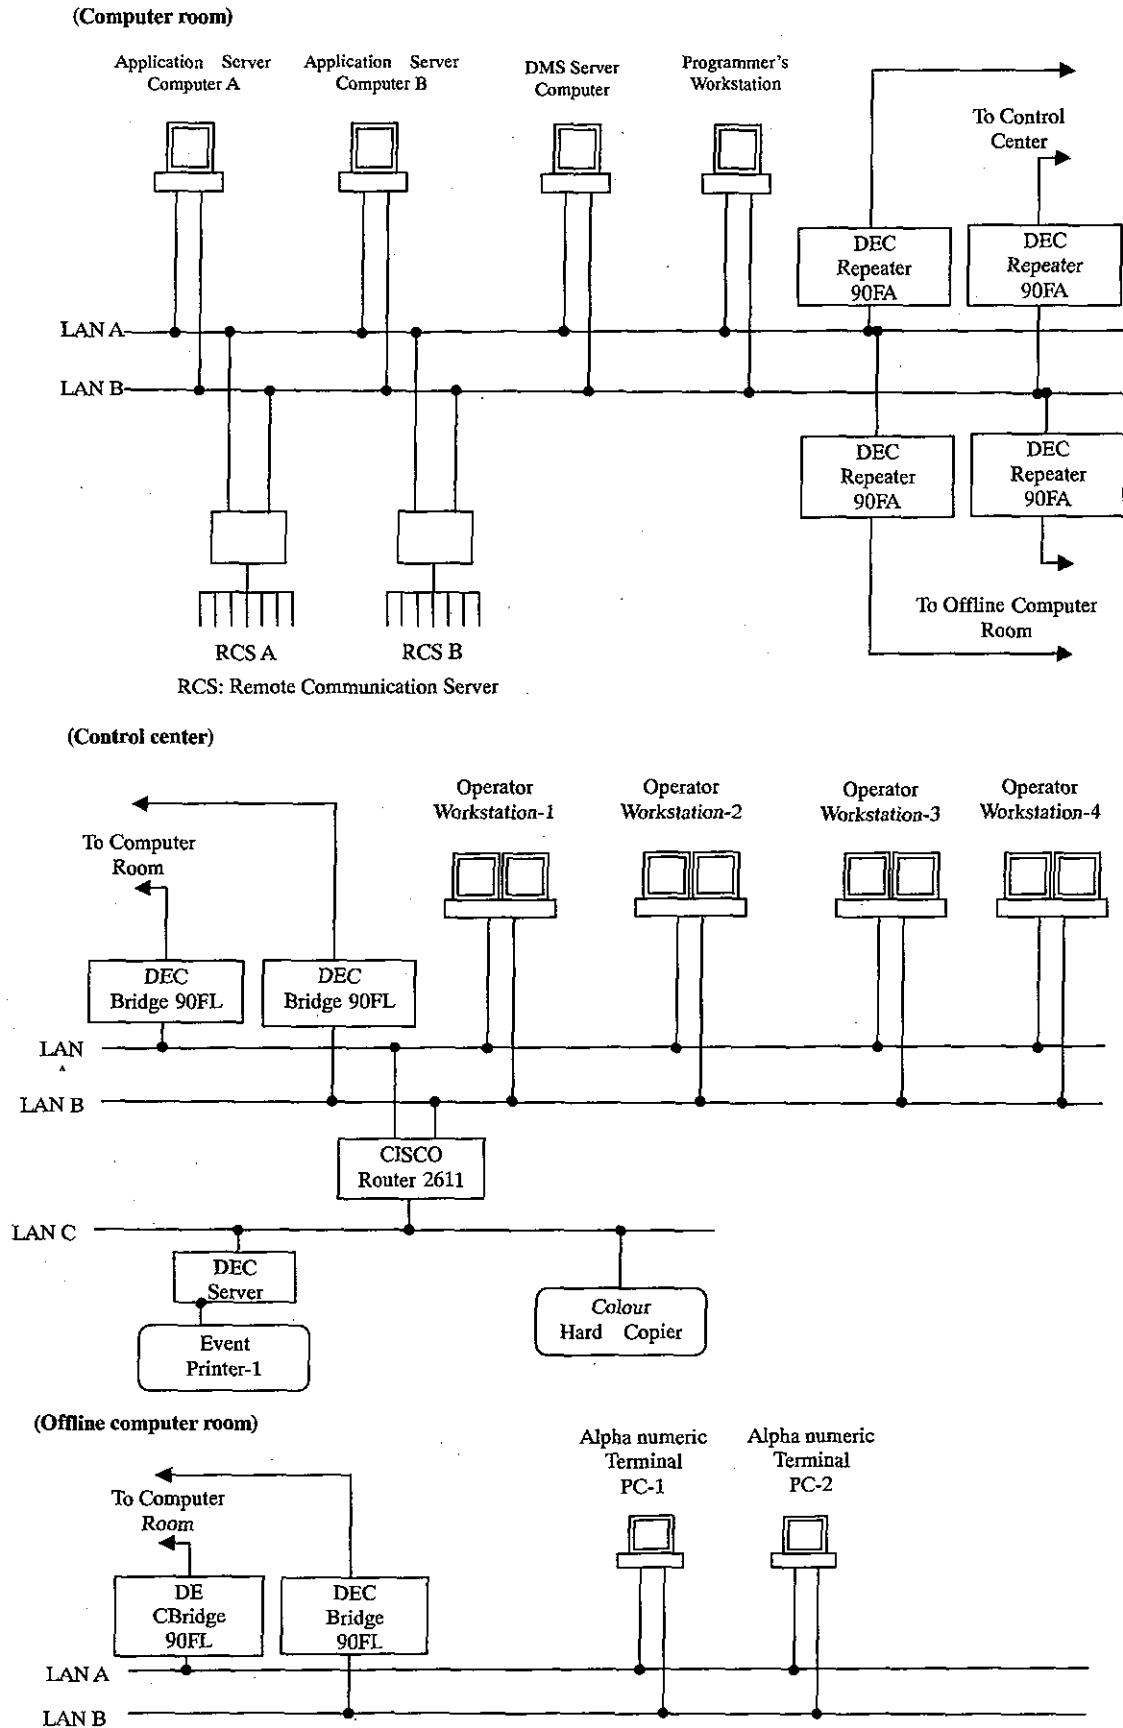 (Computer room)
Application Server
Computer A
Application Server
Computer B
DMS Server
Computer
Programmer's
Workstation
To Control
Center
DEC
Repeater
90FA
DEC
Repeater
90FA
LAN A
LAN B
DEC
Repeater
90FA
DEC
Repeater
90FA
To Offline Computer
Room
RCS A
RCS B
RCS: Remote Communication Server
(Control center)
Operator
Workstation-1
Operator
Workstation-2
Operator
Workstation-3
Operator
Workstation-4
To Computer
Room
DEC
Bridge 90FL
DEC
Bridge 90FL
LAN
A
LAN B
CISCO
Router 2611
LAN C
DEC
Server
Colour
Hard Copier
Event
Printer-1
(Offline computer room)
Alpha numeric
Terminal
PC-1
Alpha numeric
Terminal
PC-2
To Computer
Room
DE
CBridge
90FL
DEC
Bridge
90FL
LAN A
LAN B